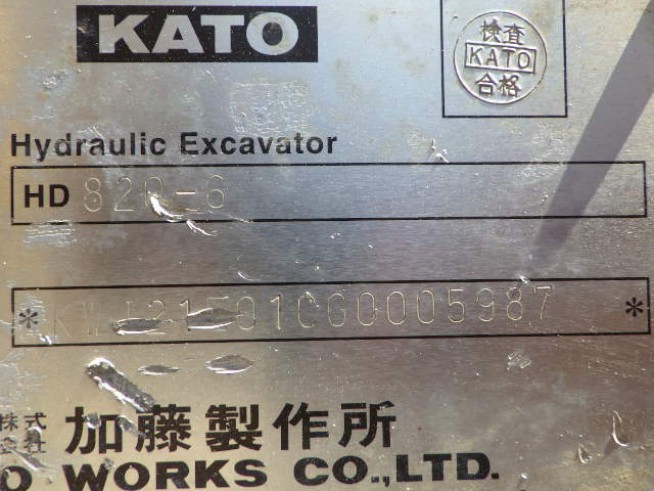 KATO
検査
KATO
合格
Hydraulic Excavator
HD 820-6
株式
会社
加藤製作所
O WORKS CO.,LTD.